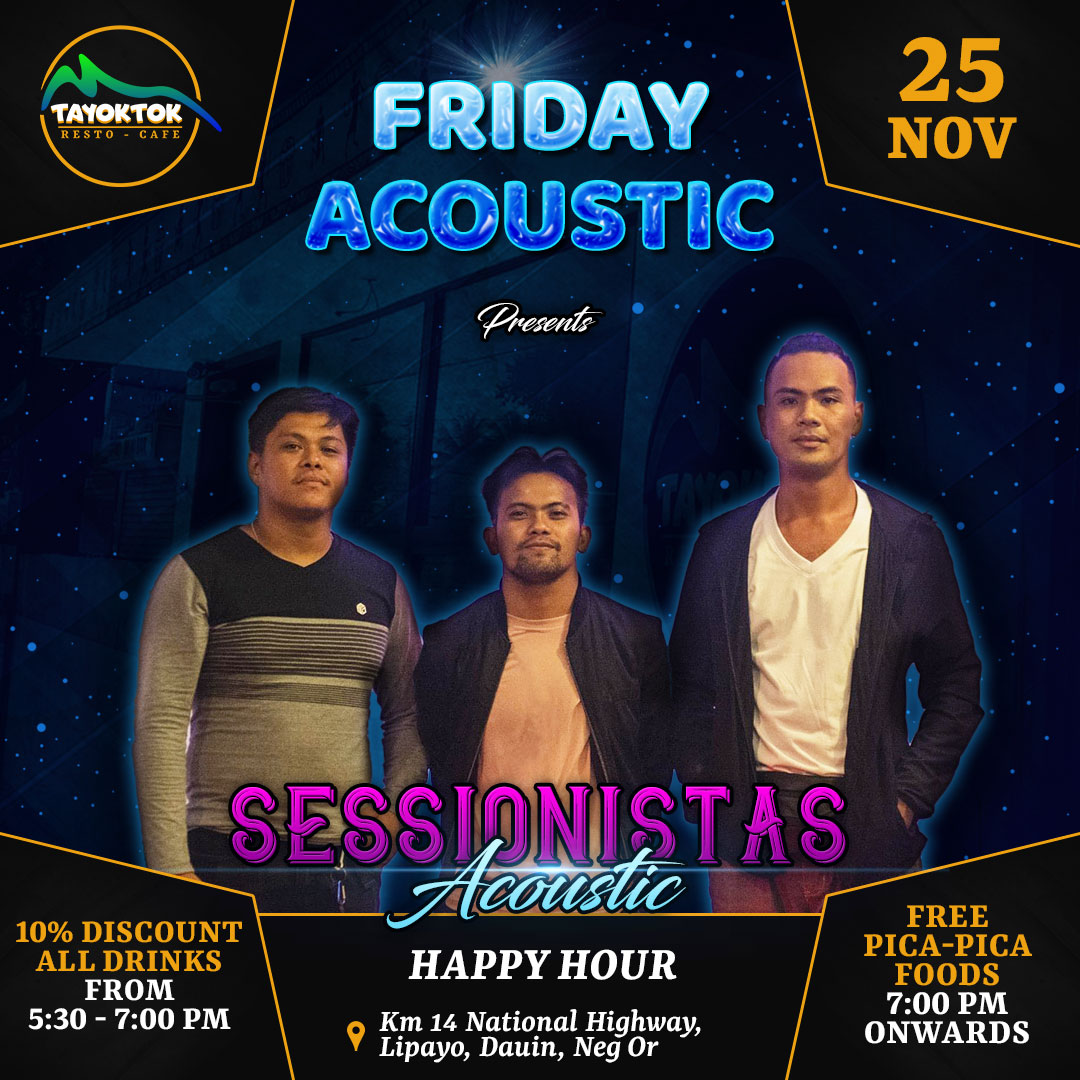 TAYOKTOK
RESTO - CAFE
FRIDAY
ACOUSTIC
25
NOV
Presents
SESSIONISTAS
Acoustic
10% DISCOUNT
ALL DRINKS
FROM
5:30 - 7:00 PM
HAPPY HOUR
Km 14 National Highway,
Lipayo, Dauin, Neg Or
FREE
PICA-PICA
FOODS
7:00 PM
ONWARDS